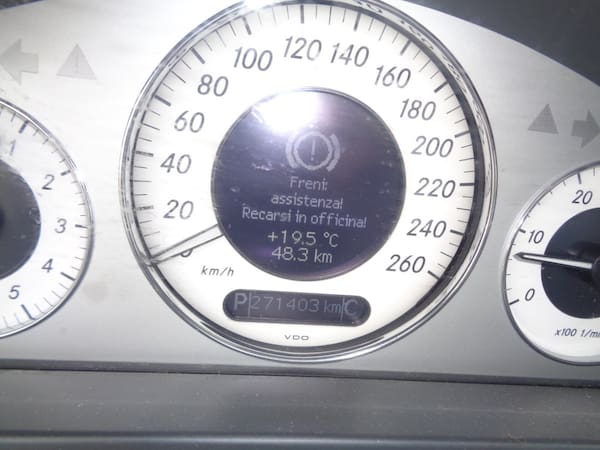 120 140
100 160
80 180
60 200
40 220
20 240
0 260
km/h
!
Freni:
assistenza!
Recarsi in officina!
+19.5 °C
48.3 km
P 271403 km C
VDO
1
2
3
4
5
20
10
0
x100 1/m